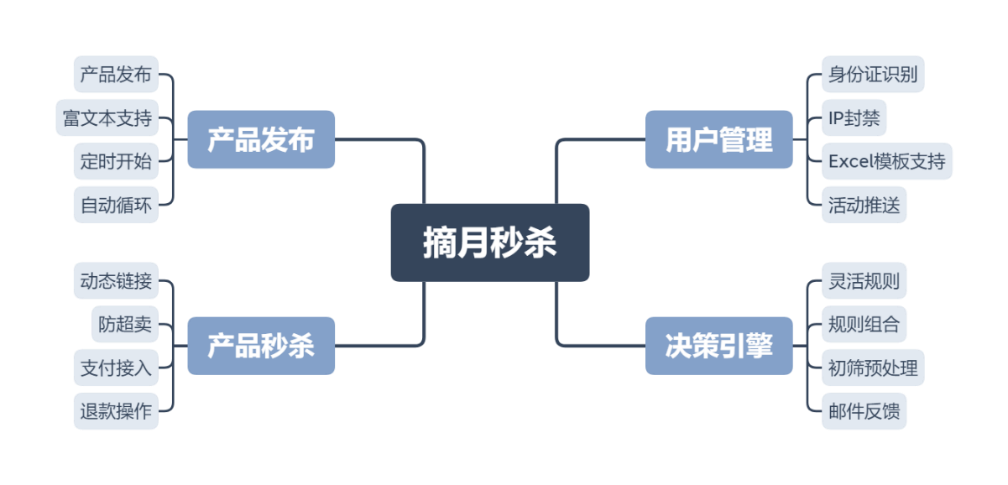 摘月秒杀
产品发布
产品发布
富文本支持
定时开始
自动循环
产品秒杀
动态链接
防超卖
支付接入
退款操作
用户管理
身份证识别
IP封禁
Excel模板支持
活动推送
决策引擎
灵活规则
规则组合
初筛预处理
邮件反馈